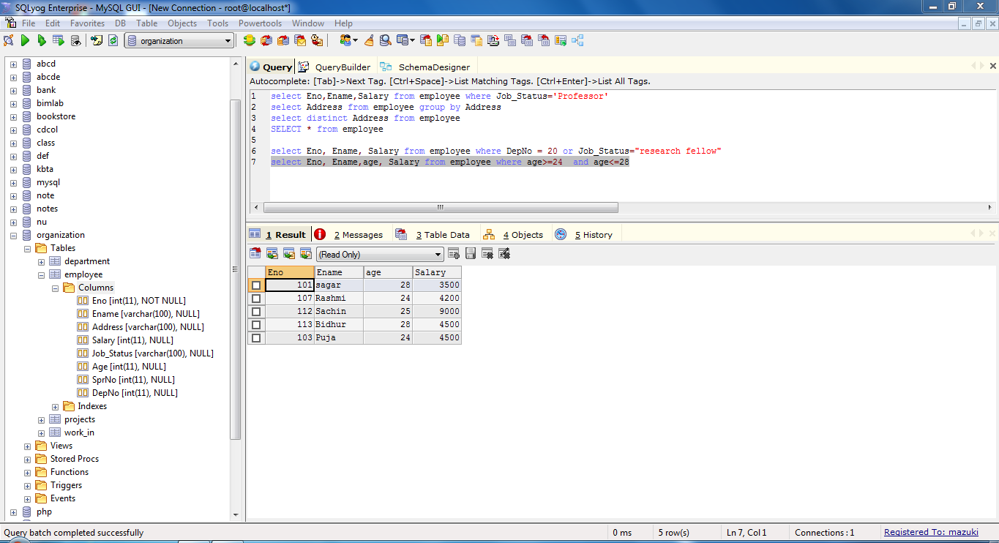 SQLyog Enterprise - MySQL GUI - [New Connection - root@localhost*]
File Edit Favorites DB Table Objects Tools Powertools Window Help
organization
abcd
abcde
bank
bimlab
bookstore
cdcol
class
def
kbta
mysql
note
notes
nu
organization
Tables
department
employee
Columns
Eno [int(11), NOT NULL]
Ename [varchar(100), NULL]
Address [varchar(100), NULL]
Salary [int(11), NULL]
Job_Status [varchar(100), NULL]
Age [int(11), NULL]
SprNo [int(11), NULL]
DepNo [int(11), NULL]
Indexes
projects
work_in
Views
Stored Procs
Functions
Triggers
Events
php
Query QueryBuilder SchemaDesigner
Autocomplete: [Tab]->Next Tag. [Ctrl+Space]->List Matching Tags. [Ctrl+Enter]->List All Tags.
1 select Eno,Ename,Salary from employee where Job_Status='Professor'
2 select Address from employee group by Address
3 select distinct Address from employee
4 SELECT * from employee
5
6 select Eno, Ename, Salary from employee where DepNo = 20 or Job_Status="research fellow"
7 select Eno, Ename,age, Salary from employee where age>=24  and age<=28
1 Result 2 Messages 3 Table Data 4 Objects 5 History
(Read Only)
Eno Ename age Salary
101 sagar 28 3500
107 Rashmi 24 4200
112 Sachin 25 9000
113 Bidhur 28 4500
103 Puja 24 4500
Query batch completed successfully 0 ms 5 row(s) Ln 7, Col 1 Connections : 1 Registered To: mazuki